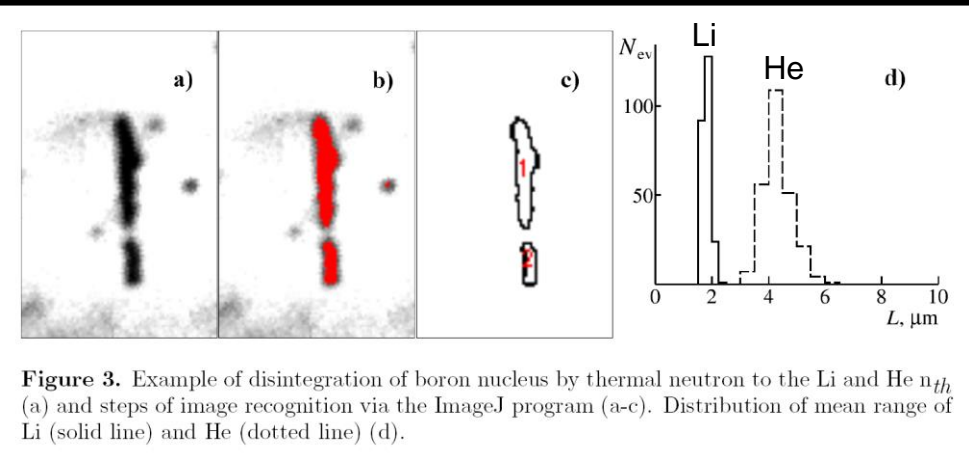 a)
b)
c)
1
2
d)
N_ev
Li
He
100
50
0 2 4 6 8 10
L, μm
Figure 3. Example of disintegration of boron nucleus by thermal neutron to the Li and He n_th
(a) and steps of image recognition via the ImageJ program (a-c). Distribution of mean range of
Li (solid line) and He (dotted line) (d).